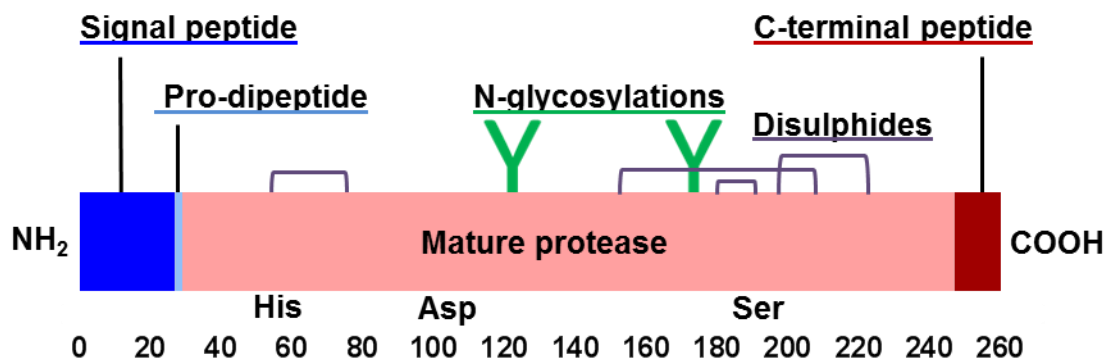 Signal peptide
C-terminal peptide
Pro-dipeptide
N-glycosylations
Disulphides
NH2
Mature protease
COOH
His
Asp
Ser
0 20 40 60 80 100 120 140 160 180 200 220 240 260